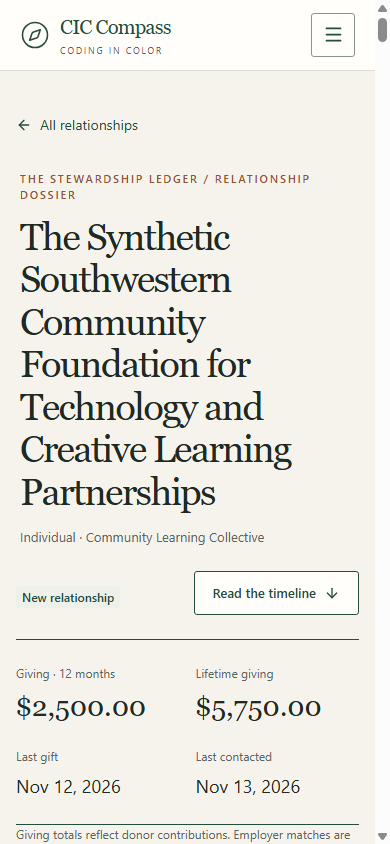 CIC Compass
CODING IN COLOR
All relationships
THE STEWARDSHIP LEDGER / RELATIONSHIP
DOSSIER
The Synthetic
Southwestern
Community
Foundation for
Technology and
Creative Learning
Partnerships
Individual · Community Learning Collective
New relationship
Read the timeline
Giving · 12 months
Lifetime giving
$2,500.00
$5,750.00
Last gift
Last contacted
Nov 12, 2026
Nov 13, 2026
Giving totals reflect donor contributions. Employer matches are